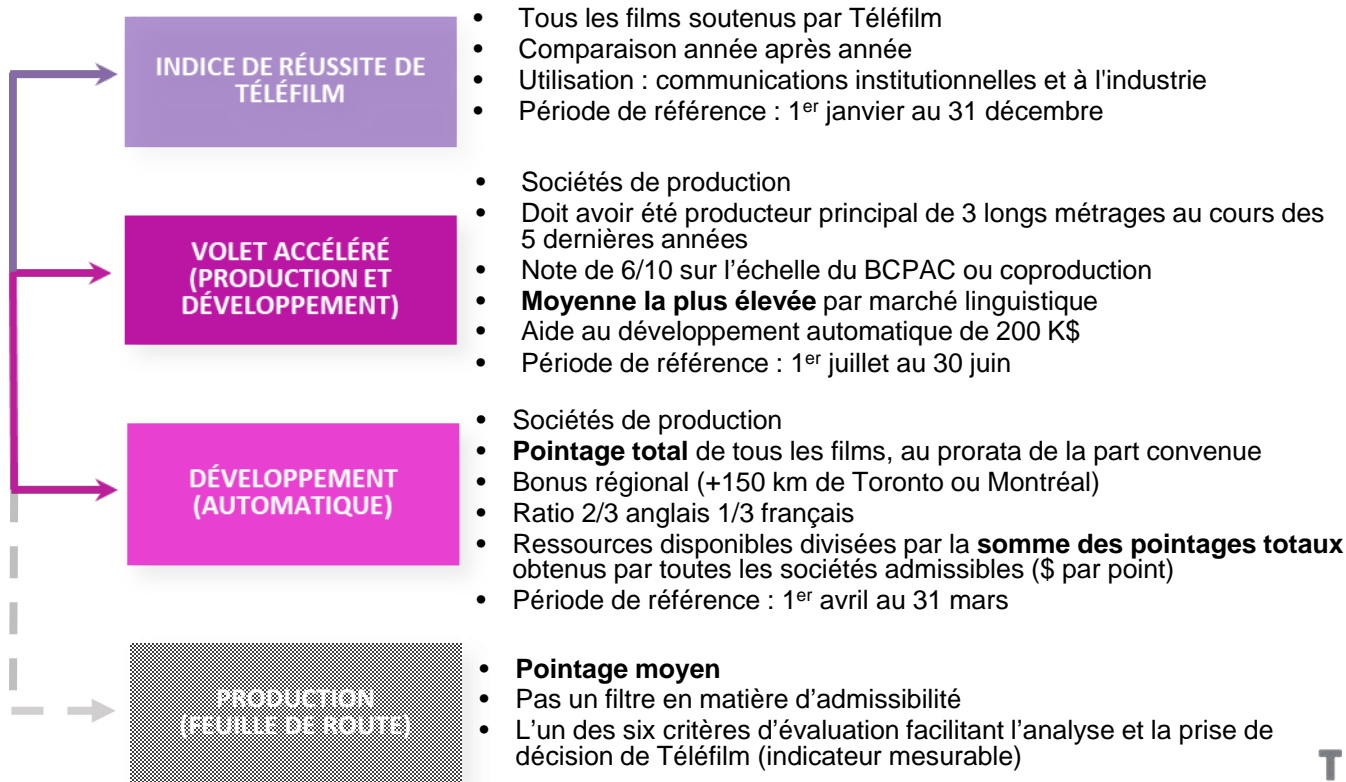 INDICE DE RÉUSSITE DE
TÉLÉFILM
• Tous les films soutenus par Téléfilm
• Comparaison année après année
• Utilisation : communications institutionnelles et à l'industrie
• Période de référence : 1er janvier au 31 décembre
VOLET ACCÉLÉRÉ
(PRODUCTION ET
DÉVELOPPEMENT)
• Sociétés de production
• Doit avoir été producteur principal de 3 longs métrages au cours des
5 dernières années
• Note de 6/10 sur l’échelle du BCPAC ou coproduction
• Moyenne la plus élevée par marché linguistique
• Aide au développement automatique de 200 K$
• Période de référence : 1er juillet au 30 juin
DÉVELOPPEMENT
(AUTOMATIQUE)
• Sociétés de production
• Pointage total de tous les films, au prorata de la part convenue
• Bonus régional (+150 km de Toronto ou Montréal)
• Ratio 2/3 anglais 1/3 français
• Ressources disponibles divisées par la somme des pointages totaux
obtenus par toutes les sociétés admissibles ($ par point)
• Période de référence : 1er avril au 31 mars
PRODUCTION
(FEUILLE DE ROUTE)
• Pointage moyen
• Pas un filtre en matière d’admissibilité
• L’un des six critères d’évaluation facilitant l’analyse et la prise de
décision de Téléfilm (indicateur mesurable)
T